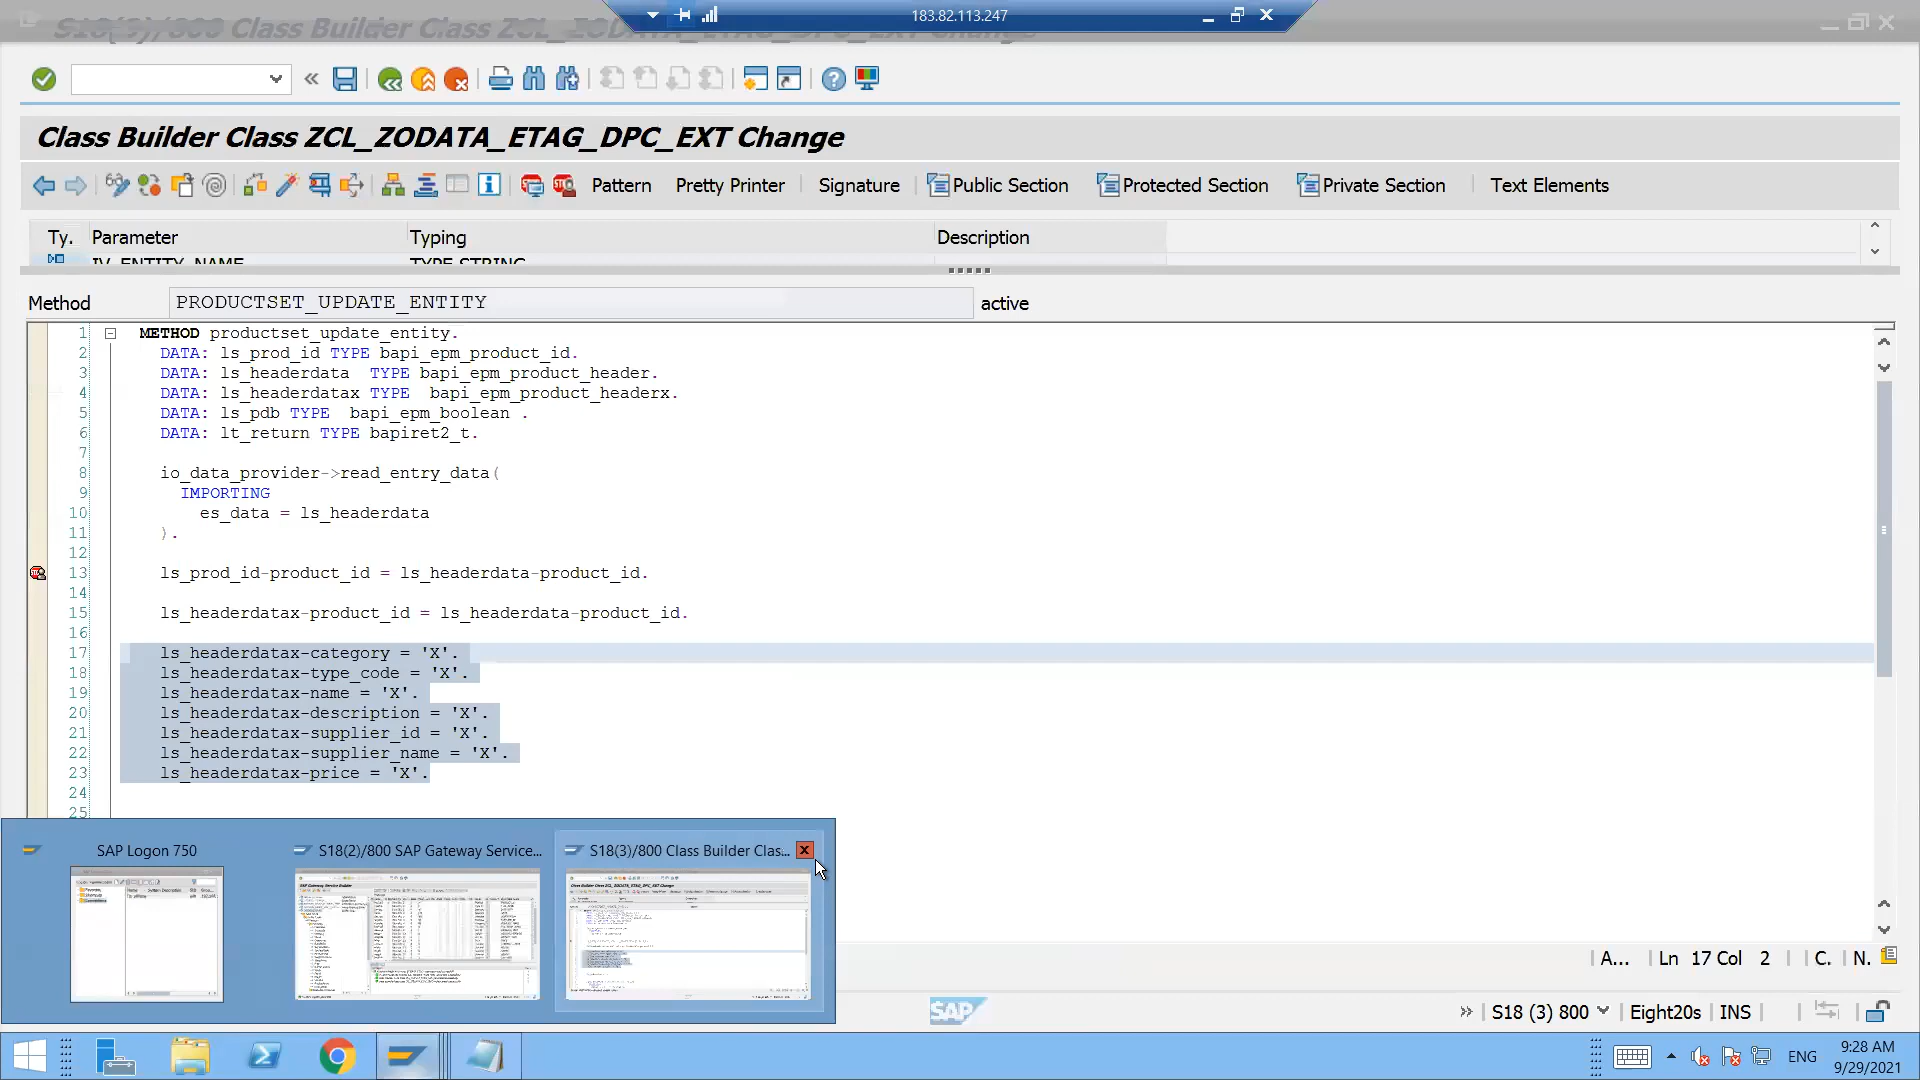 183.82.113.247
Class Builder Class ZCL_ZODATA_ETAG_DPC_EXT Change
Pattern Pretty Printer Signature Public Section Protected Section Private Section Text Elements
Ty. Parameter Typing Description
IV_ENTITY_NAME TYPE STRING
Method PRODUCTSET_UPDATE_ENTITY active
1 METHOD productset_update_entity.
2 DATA: ls_prod_id TYPE bapi_epm_product_id.
3 DATA: ls_headerdata TYPE bapi_epm_product_header.
4 DATA: ls_headerdatax TYPE bapi_epm_product_headerx.
5 DATA: ls_pdb TYPE bapi_epm_boolean .
6 DATA: lt_return TYPE bapiret2_t.
7
8 io_data_provider->read_entry_data(
9 IMPORTING
10 es_data = ls_headerdata
11 ).
12
13 ls_prod_id-product_id = ls_headerdata-product_id.
14
15 ls_headerdatax-product_id = ls_headerdata-product_id.
16
17 ls_headerdatax-category = 'X'.
18 ls_headerdatax-type_code = 'X'.
19 ls_headerdatax-name = 'X'.
20 ls_headerdatax-description = 'X'.
21 ls_headerdatax-supplier_id = 'X'.
22 ls_headerdatax-supplier_name = 'X'.
23 ls_headerdatax-price = 'X'.
24
25
SAP Logon 750
S18(2)/800 SAP Gateway Service...
S18(3)/800 Class Builder Clas...
A... Ln 17 Col 2 C. N.
SAP S18 (3) 800 Eight20s INS
ENG 9:28 AM
9/29/2021